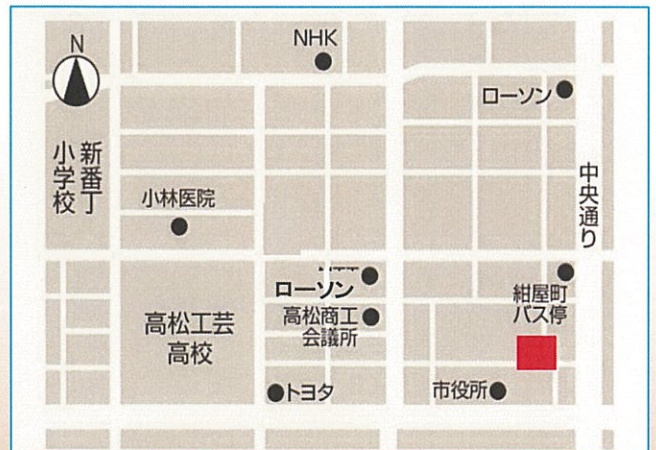 N
NHK
ローソン
新番丁
小学校
中央通り
小林医院
ローソン
紺屋町
バス停
高松商工
会議所
高松工芸
高校
トヨタ
市役所